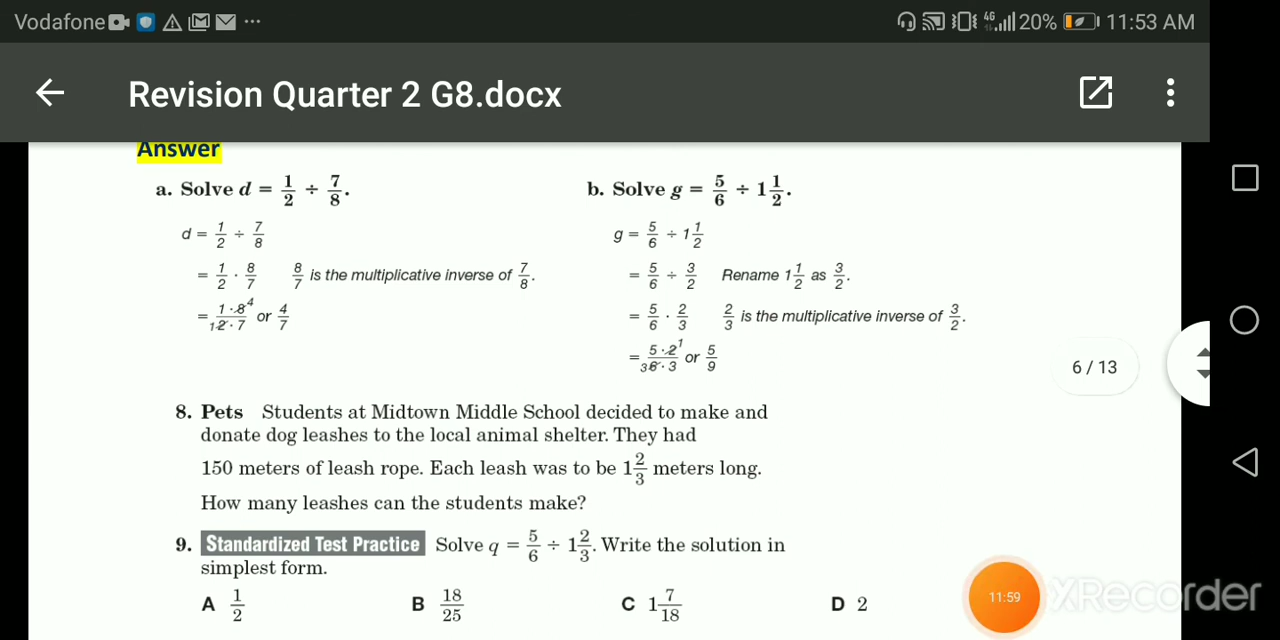 Vodafone ... 4G 20% 11:53 AM
Revision Quarter 2 G8.docx
Answer
a. Solve d = 1/2 ÷ 7/8.
d = 1/2 ÷ 7/8
= 1/2 · 8/7 8/7 is the multiplicative inverse of 7/8.
= 1 · 8 4 / 1 2 · 7 or 4/7
b. Solve g = 5/6 ÷ 1 1/2.
g = 5/6 ÷ 1 1/2
= 5/6 ÷ 3/2 Rename 1 1/2 as 3/2.
= 5/6 · 2/3 2/3 is the multiplicative inverse of 3/2.
= 5 · 2 1 / 3 6 · 3 or 5/9
6 / 13
8. Pets Students at Midtown Middle School decided to make and
donate dog leashes to the local animal shelter. They had
150 meters of leash rope. Each leash was to be 1 2/3 meters long.
How many leashes can the students make?
9. Standardized Test Practice Solve q = 5/6 ÷ 1 2/3. Write the solution in
simplest form.
A 1/2 B 18/25 C 1 7/18 D 2
11:59 XRecorder